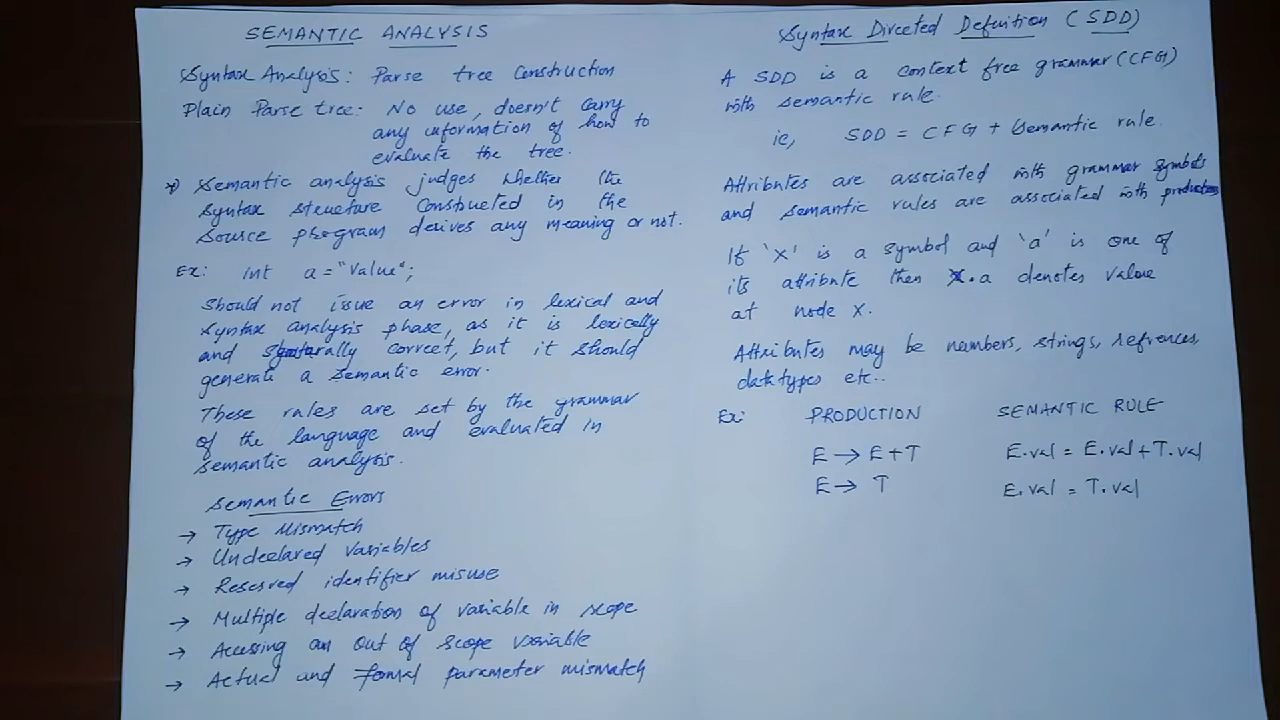 SEMANTIC ANALYSIS
Syntax Analysis: Parse tree Construction
Plain Parse tree: No use, doesn't carry
any information of how to
evaluate the tree.
*) Semantic analysis judges whether the
syntax structure constructed in the
source program derives any meaning or not.
Ex: int a = "Value";
Should not issue an error in lexical and
syntax analysis phase, as it is lexically
and structurally correct, but it should
generate a semantic error.
These rules are set by the grammar
of the language and evaluated in
semantic analysis.
Semantic Errors
→ Type Mismatch
→ Undeclared Variables
→ Reserved identifier misuse
→ Multiple declaration of variable in scope
→ Accessing an out of scope variable
→ Actual and formal parameter mismatch
Syntax Directed Definition (SDD)
A SDD is a context free grammar (CFG)
with semantic rule.
ie, SDD = CFG + Semantic rule.
Attributes are associated with grammar symbols
and semantic rules are associated with productions
If 'X' is a symbol and 'a' is one of
its attribute then X.a denotes value
at node X.
Attributes may be numbers, strings, refrences,
datatypes etc..
Ex: PRODUCTION SEMANTIC RULE
E → E+T E.val = E.val + T.val
E → T E.val = T.val